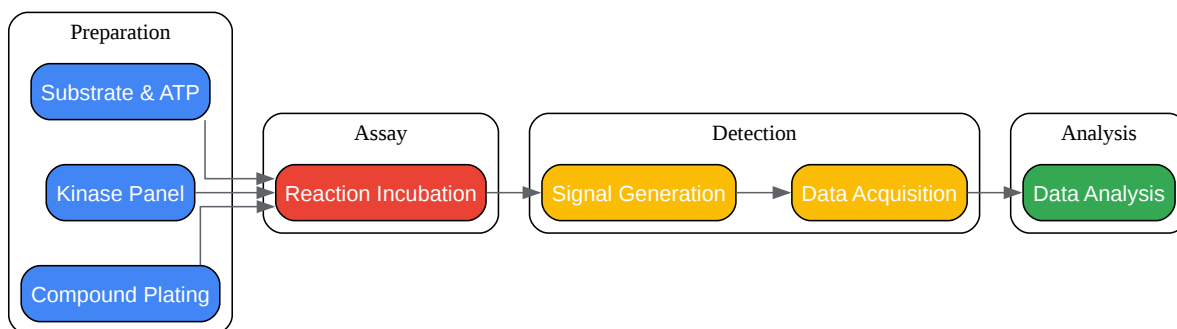 Preparation
Substrate & ATP
Kinase Panel
Compound Plating
Assay
Reaction Incubation
Detection
Signal Generation
Data Acquisition
Analysis
Data Analysis